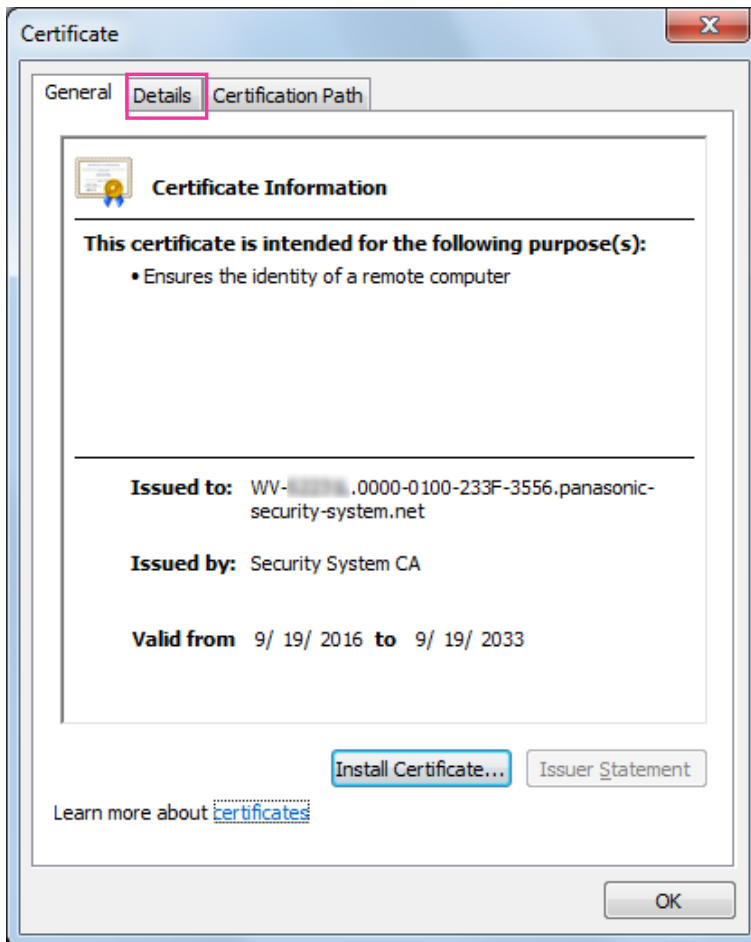 Certificate
General Details Certification Path
Certificate Information
This certificate is intended for the following purpose(s):
• Ensures the identity of a remote computer
Issued to: WV- .0000-0100-233F-3556.panasonic-
security-system.net
Issued by: Security System CA
Valid from 9/ 19/ 2016 to 9/ 19/ 2033
Install Certificate... Issuer Statement
Learn more about certificates
OK